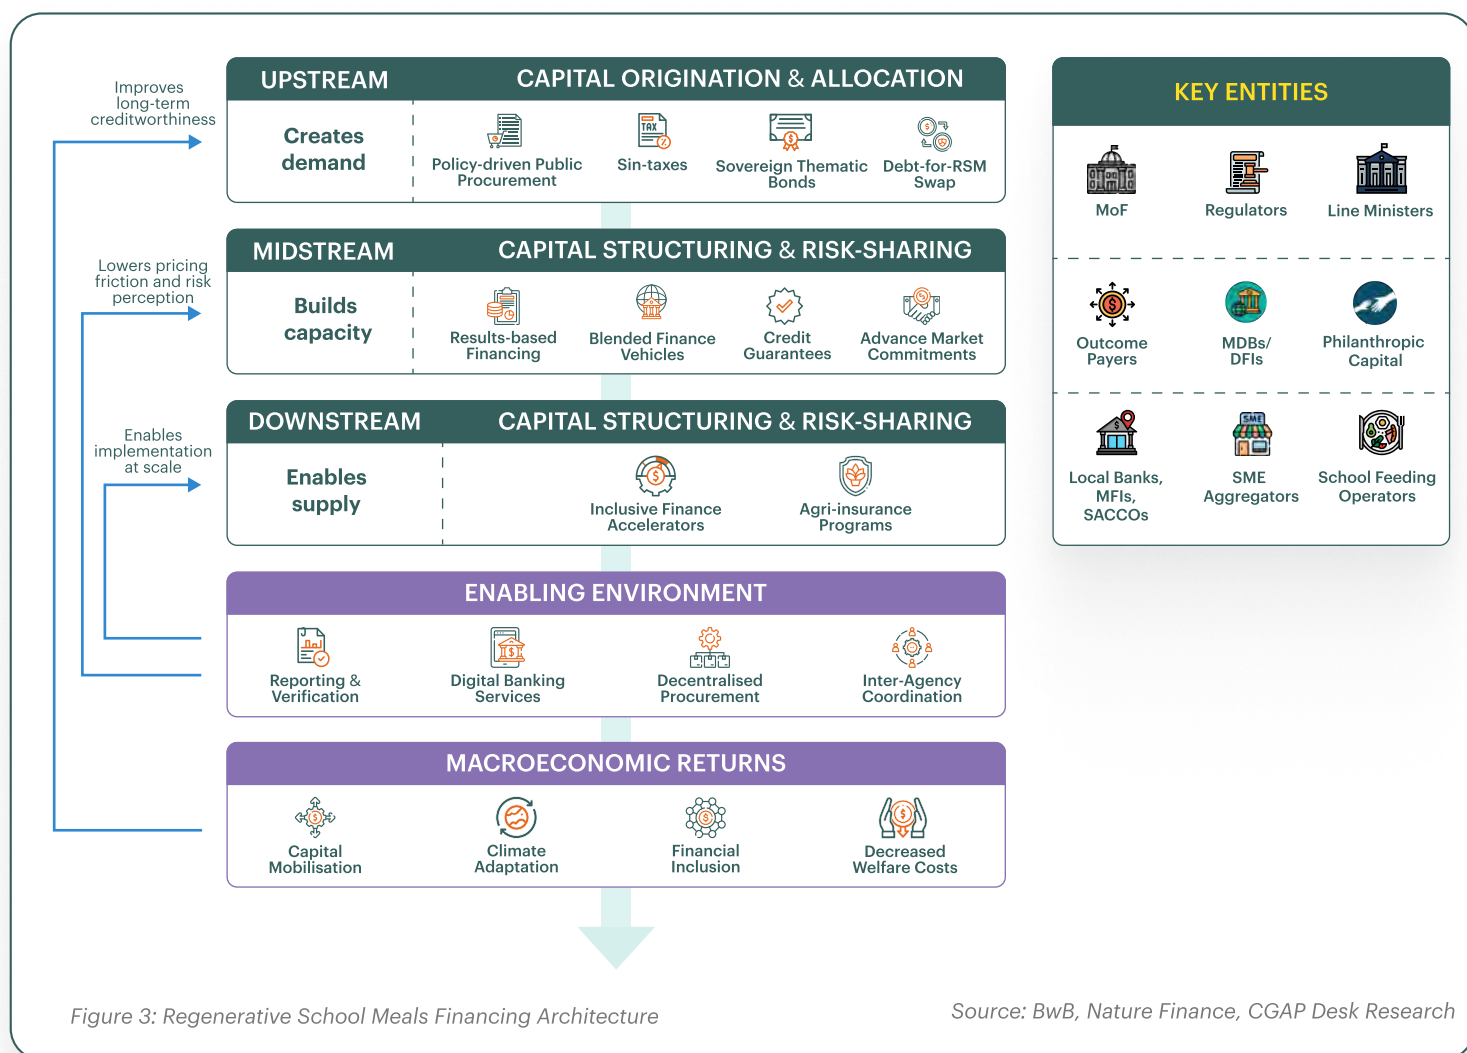 Improves
long-term
creditworthiness
UPSTREAM
CAPITAL ORIGINATION & ALLOCATION
Creates
demand
Policy-driven Public
Procurement
TAX
Sin-taxes
Sovereign Thematic
Bonds
Debt-for-RSM
Swap
Lowers pricing
friction and risk
perception
MIDSTREAM
CAPITAL STRUCTURING & RISK-SHARING
Builds
capacity
Results-based
Financing
Blended Finance
Vehicles
Credit
Guarantees
Advance Market
Commitments
Enables
implementation
at scale
DOWNSTREAM
CAPITAL STRUCTURING & RISK-SHARING
Enables
supply
Inclusive Finance
Accelerators
Agri-insurance
Programs
ENABLING ENVIRONMENT
Reporting &
Verification
Digital Banking
Services
Decentralised
Procurement
Inter-Agency
Coordination
MACROECONOMIC RETURNS
Capital
Mobilisation
Climate
Adaptation
Financial
Inclusion
Decreased
Welfare Costs
KEY ENTITIES
MoF
Regulators
Line Ministers
Outcome
Payers
MDBs/
DFIs
Philanthropic
Capital
Local Banks,
MFIs,
SACCOs
SME
SME
Aggregators
School Feeding
Operators
Figure 3: Regenerative School Meals Financing Architecture
Source: BwB, Nature Finance, CGAP Desk Research